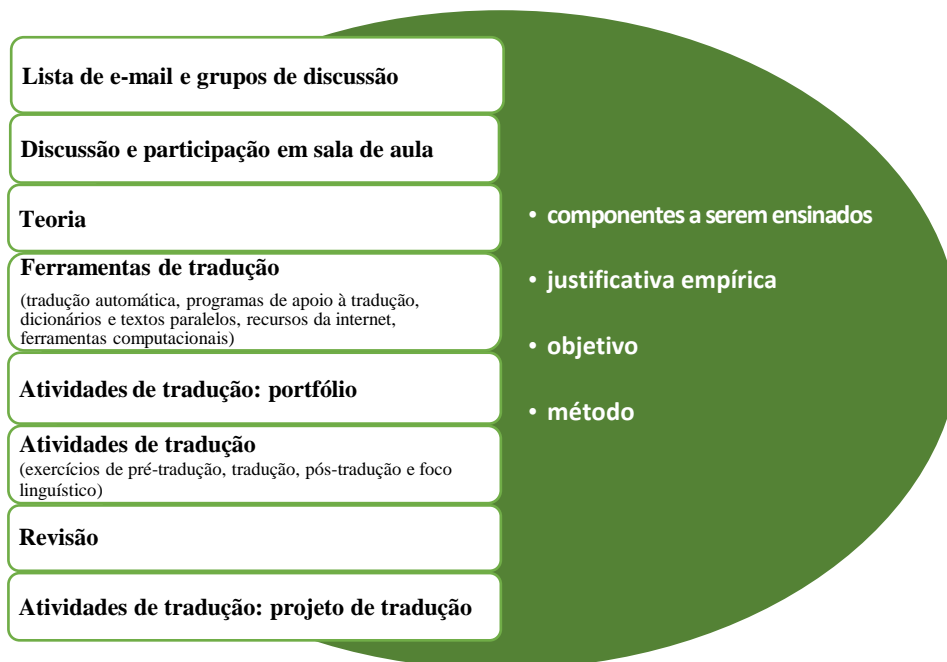 Lista de e-mail e grupos de discussão
Discussão e participação em sala de aula
Teoria
Ferramentas de tradução
(tradução automática, programas de apoio à tradução,
dicionários e textos paralelos, recursos da internet,
ferramentas computacionais)
Atividades de tradução: portfólio
Atividades de tradução
(exercícios de pré-tradução, tradução, pós-tradução e foco
linguístico)
Revisão
Atividades de tradução: projeto de tradução
• componentes a serem ensinados
• justificativa empírica
• objetivo
• método